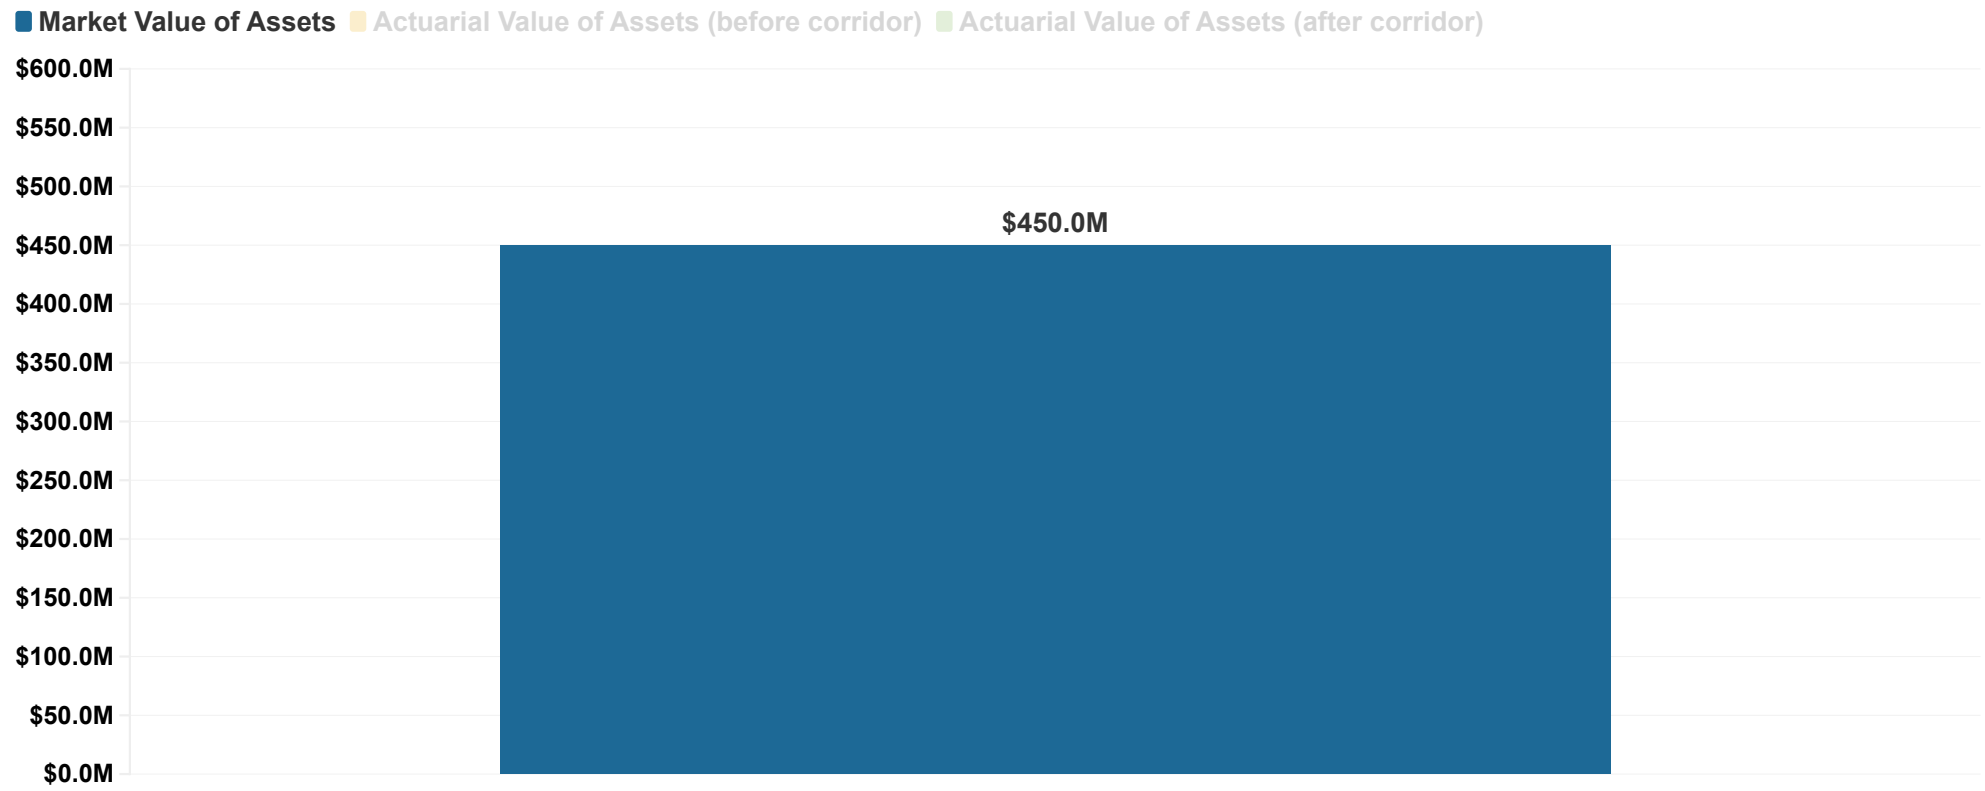 Market Value of Assets Actuarial Value of Assets (before corridor) Actuarial Value of Assets (after corridor)
$600.0M
$550.0M
$500.0M
$450.0M
$450.0M
$400.0M
$350.0M
$300.0M
$250.0M
$200.0M
$150.0M
$100.0M
$50.0M
$0.0M